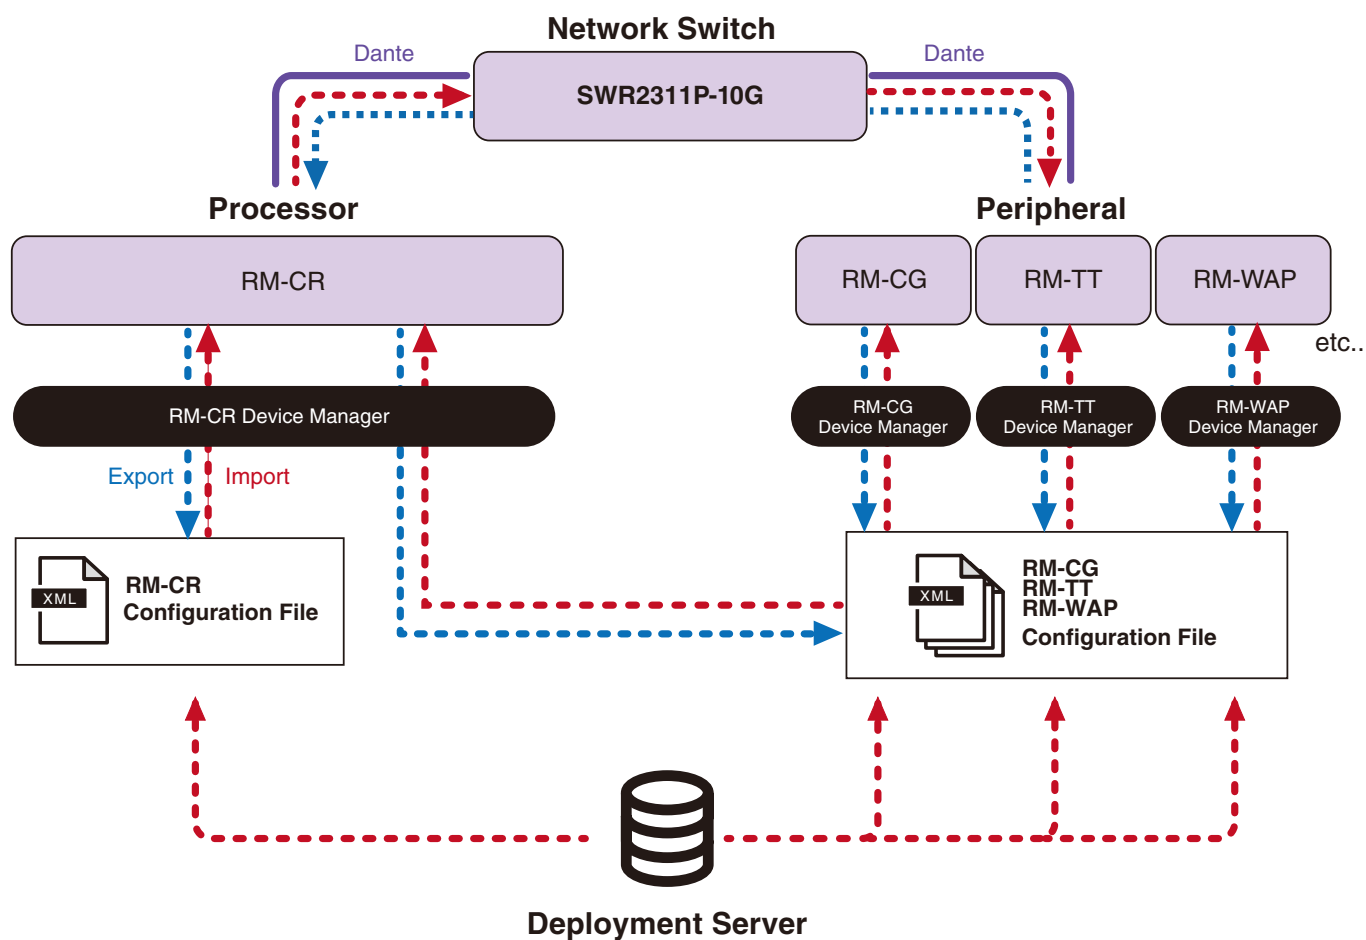 Network Switch
Dante
Dante
SWR2311P-10G
Processor
Peripheral
RM-CR
RM-CG
RM-TT
RM-WAP
etc..
RM-CR Device Manager
RM-CG
Device Manager
RM-TT
Device Manager
RM-WAP
Device Manager
Export
Import
XML
RM-CR
Configuration File
XML
RM-CG
RM-TT
RM-WAP
Configuration File
Deployment Server